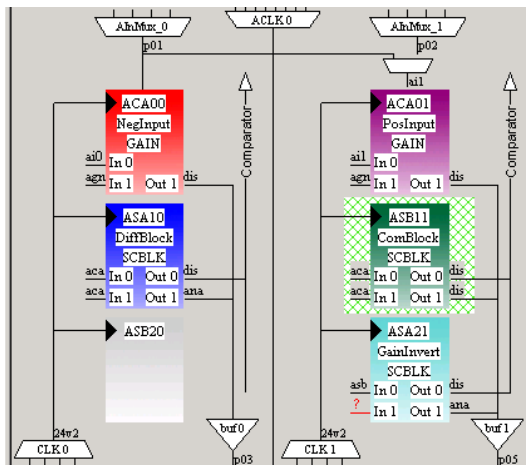 AInMux_0
ACLK 0
AInMux_1
p01
p02
ai1
ACA00
NegInput
GAIN
ai0
In 0
agn
In 1
Out 1
dis
Comparator
ACA01
PosInput
GAIN
ai1
In 0
agn
In 1
Out 1
dis
Comparator
ASA10
DiffBlock
SCBLK
aca
In 0
Out 0
dis
aca
In 1
Out 1
ana
ASB11
ComBlock
SCBLK
aca
In 0
Out 0
dis
aca
In 1
Out 1
dis
ASB20
ASA21
GainInvert
SCBLK
asb
In 0
Out 0
dis
?
In 1
Out 1
ana
24v2
buf0
24v2
buf1
CLK 0
p03
CLK 1
p05